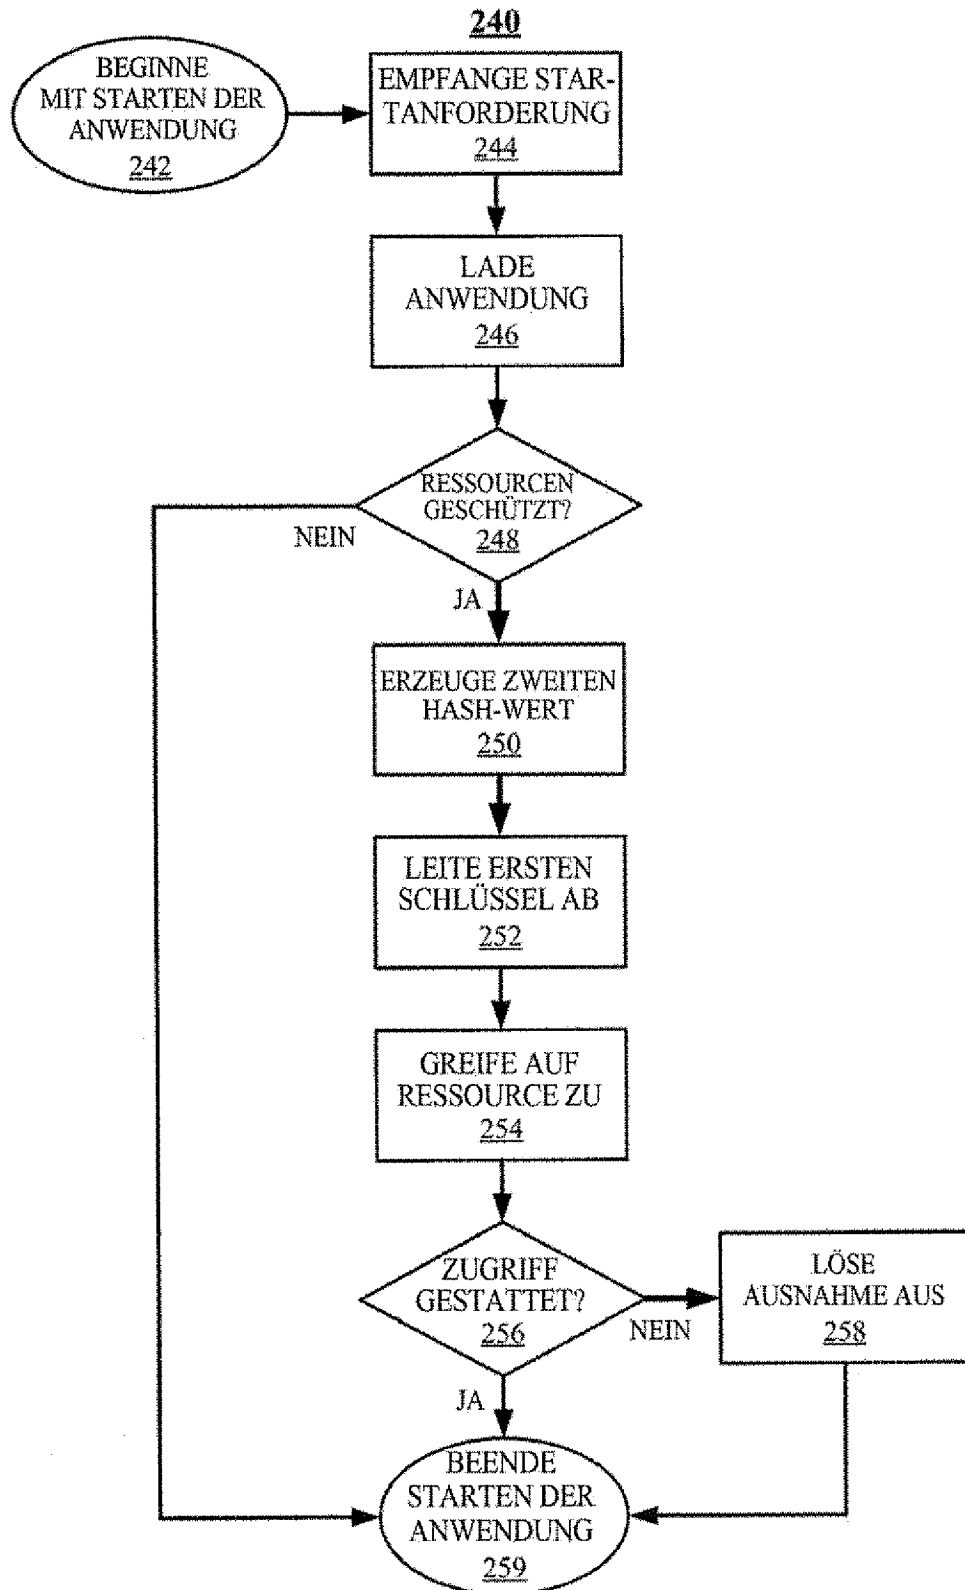 240
BEGINNE
MIT STARTEN DER
ANWENDUNG
242
EMPFANGE STAR-
TANFORDERUNG
244
LADE
ANWENDUNG
246
RESSOURCEN
GESCHÜTZT?
248
NEIN
JA
ERZEUGE ZWEITEN
HASH-WERT
250
LEITE ERSTEN
SCHLÜSSEL AB
252
GREIFE AUF
RESSOURCE ZU
254
ZUGRIFF
GESTATTET?
256
NEIN
LÖSE
AUSNAHME AUS
258
JA
BEENDE
STARTEN DER
ANWENDUNG
259